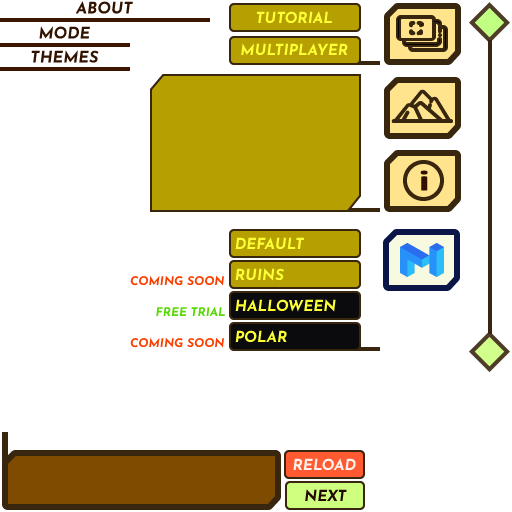 ABOUT
MODE
THEMES
TUTORIAL
MULTIPLAYER
DEFAULT
COMING SOON RUINS
FREE TRIAL HALLOWEEN
COMING SOON POLAR
RELOAD
NEXT